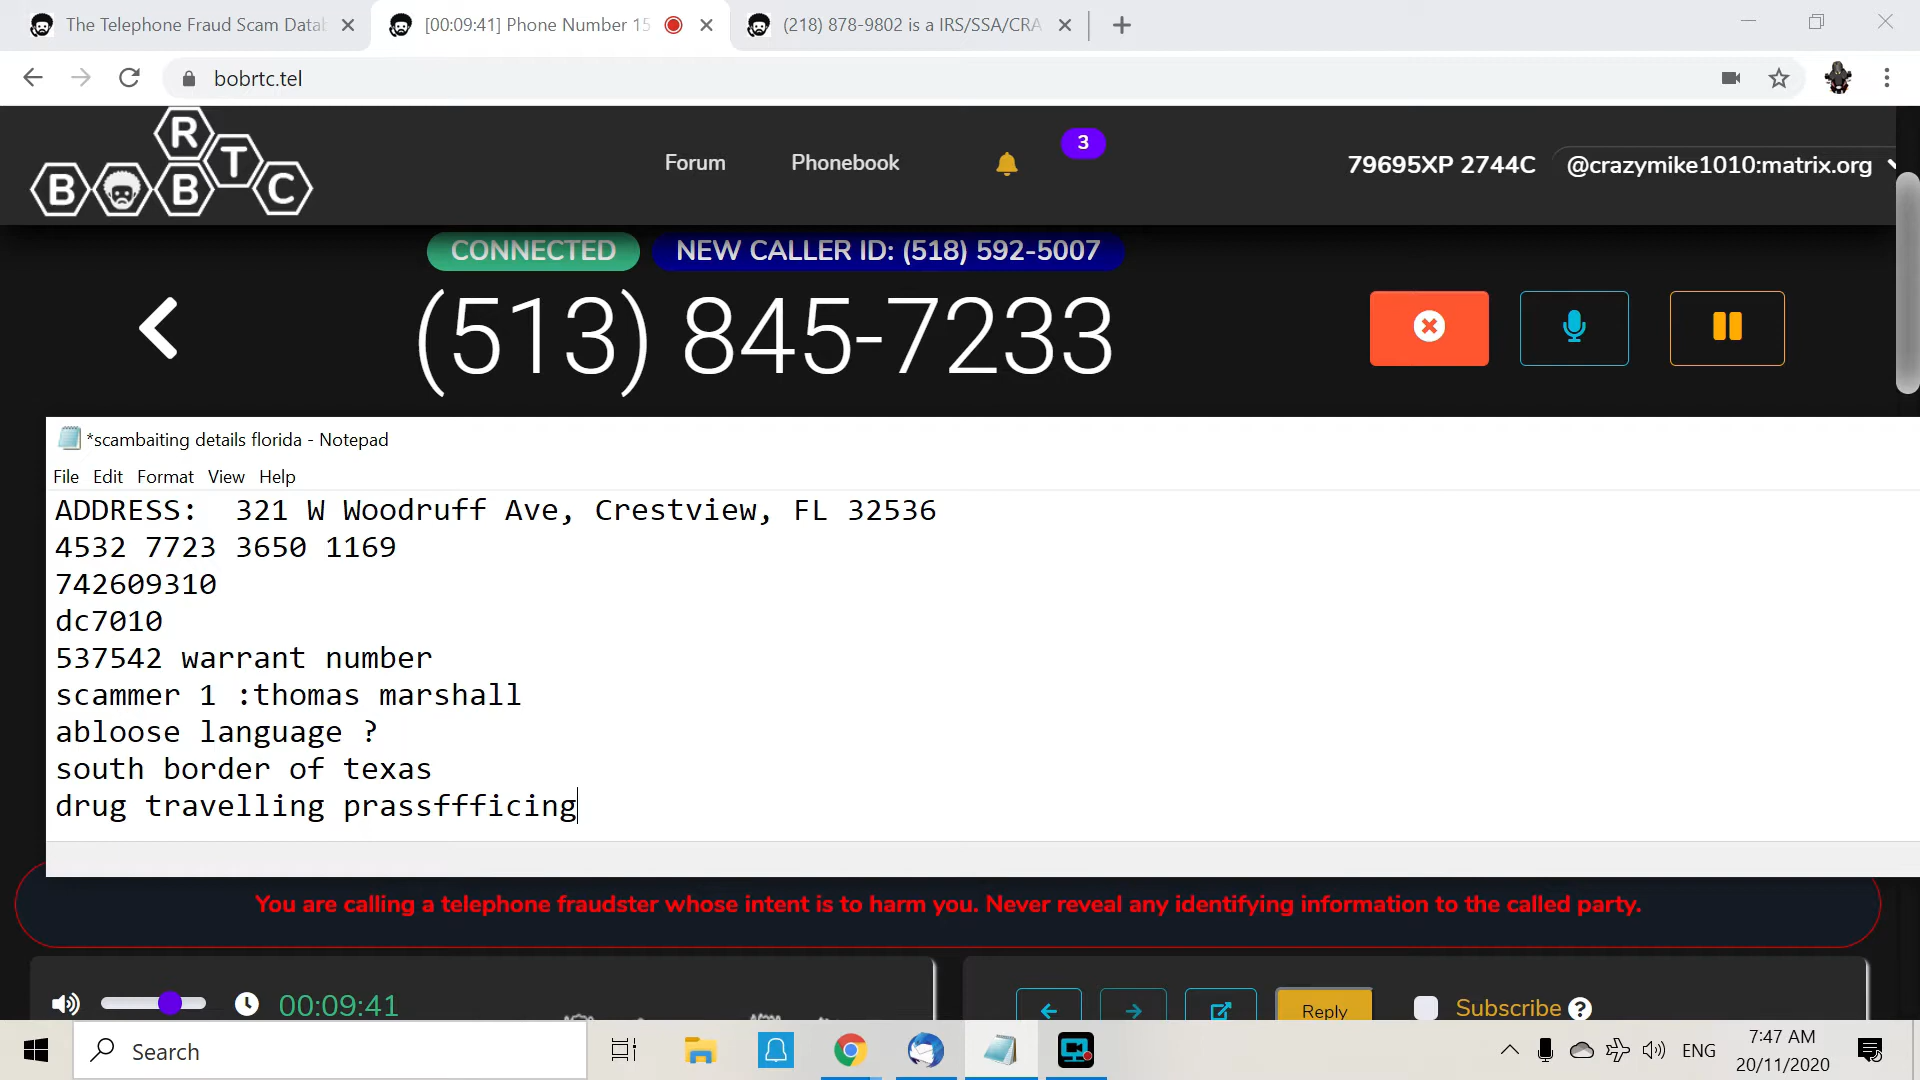 The Telephone Fraud Scam Datab
[00:09:41] Phone Number 15
(218) 878-9802 is a IRS/SSA/CRA
bobrtc.tel
BOB RTC
Forum
Phonebook
3
79695XP 2744C
@crazymike1010:matrix.org
CONNECTED
NEW CALLER ID: (518) 592-5007
(513) 845-7233
*scambaiting details florida - Notepad
File Edit Format View Help
ADDRESS:  321 W Woodruff Ave, Crestview, FL 32536
4532 7723 3650 1169
742609310
dc7010
537542 warrant number
scammer 1 :thomas marshall
abloose language ?
south border of texas
drug travelling prassffficing
You are calling a telephone fraudster whose intent is to harm you. Never reveal any identifying information to the called party.
00:09:41
Reply
Subscribe ?
Search
ENG
7:47 AM
20/11/2020